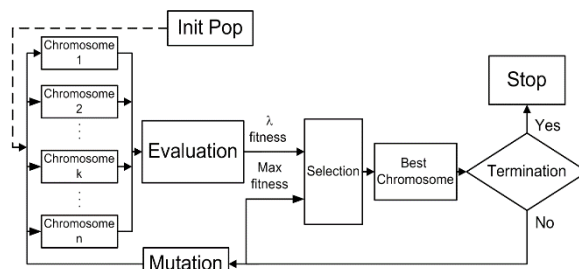 Init Pop
Chromosome
1
Chromosome
2
Chromosome
k
Chromosome
n
Evaluation
λ
fitness
Max
fitness
Selection
Best
Chromosome
Termination
Stop
Yes
No
Mutation